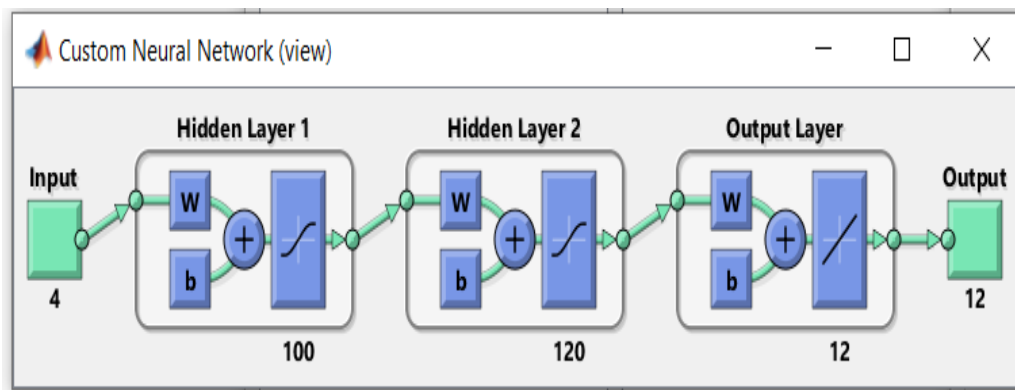 Custom Neural Network (view)
Hidden Layer 1
Hidden Layer 2
Output Layer
Input
Output
W
W
W
+
+
+
b
b
b
4
12
100
120
12